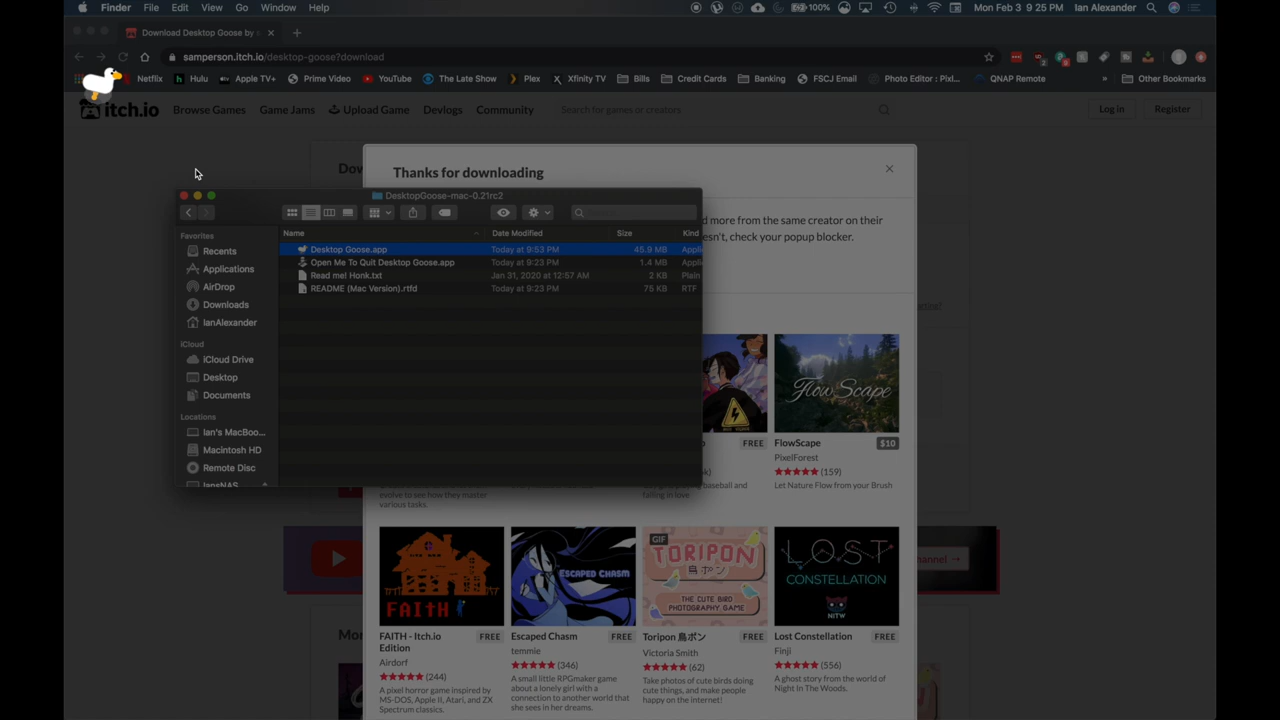 Finder File Edit View Go Window Help
100% Mon Feb 3 9:25 PM Ian Alexander
Download Desktop Goose by
samperson.itch.io/desktop-goose?download
Netflix Hulu Apple TV+ Prime Video YouTube The Late Show Plex Xfinity TV Bills Credit Cards Banking FSCJ Email Photo Editor : Pixl... QNAP Remote » Other Bookmarks
itch.io Browse Games Game Jams Upload Game Devlogs Community Search for games or creators Log in Register
Thanks for downloading
d more from the same creator on their
esn't, check your popup blocker.
DesktopGoose-mac-0.21rc2
Name Date Modified Size Kind
Desktop Goose.app Today at 9:53 PM 45.9 MB Appli
Open Me To Quit Desktop Goose.app Today at 9:23 PM 1.4 MB Appli
Read me! Honk.txt Jan 31, 2020 at 12:57 AM 2 KB Plain
README (Mac Version).rtfd Today at 9:23 PM 75 KB RTF
Favorites
Recents
Applications
AirDrop
Downloads
IanAlexander
iCloud
iCloud Drive
Desktop
Documents
Locations
Ian's MacBoo...
Macintosh HD
Remote Disc
IansNAS
FREE
FlowScape $10
PixelForest
(159)
baseball and
Let Nature Flow from your Brush
evolve to see how they master
falling in love
various tasks.
FAITH
ESCAPED CHASM
GIF
TORIPON
鳥ポン
THE CUTE BIRD
PHOTOGRAPHY GAME
LOST
CONSTELLATION
NITW
hannel →
FAITH - Itch.io
Edition FREE
Airdorf
(244)
A pixel horror game inspired by
MS-DOS, Apple II, Atari, and ZX
Spectrum classics.
Escaped Chasm FREE
temmie
(346)
A small little RPGmaker game
about a lonely girl with a
connection to another world that
she sees in her dreams.
Toripon 鳥ポン FREE
Victoria Smith
(62)
Take photos of cute birds doing
cute things, and make people
happy on the internet!
Lost Constellation FREE
Finji
(556)
A ghost story from the world of
Night In The Woods.